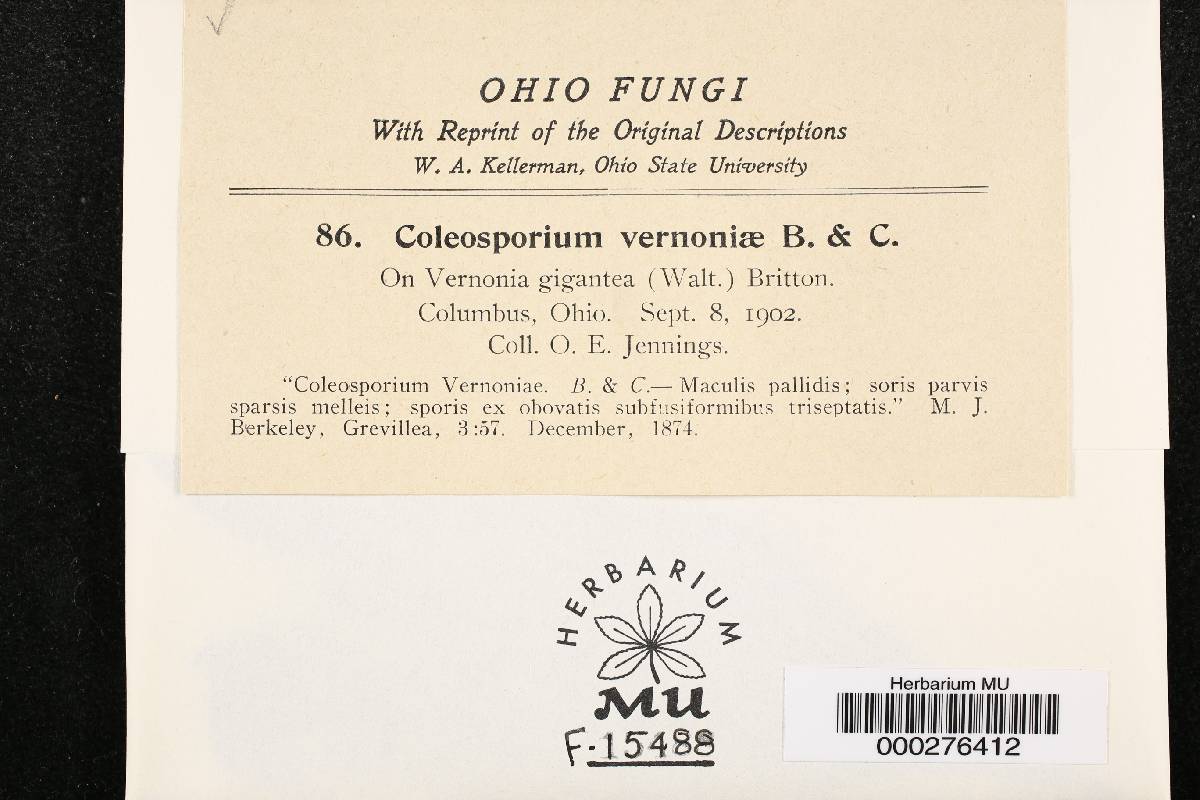 OHIO FUNGI
With Reprint of the Original Descriptions
W. A. Kellerman, Ohio State University
86. Coleosporium vernoniæ B. & C.
On Vernonia gigantea (Walt.) Britton.
Columbus, Ohio. Sept. 8, 1902.
Coll. O. E. Jennings.
“Coleosporium Vernoniae. B. & C.— Maculis pallidis; soris parvis
sparsis melleis; sporis ex obovatis subfusiformibus triseptatis.” M. J.
Berkeley, Grevillea, 3:57. December, 1874.
HERBARIUM
MU
F-15488
Herbarium MU
000276412